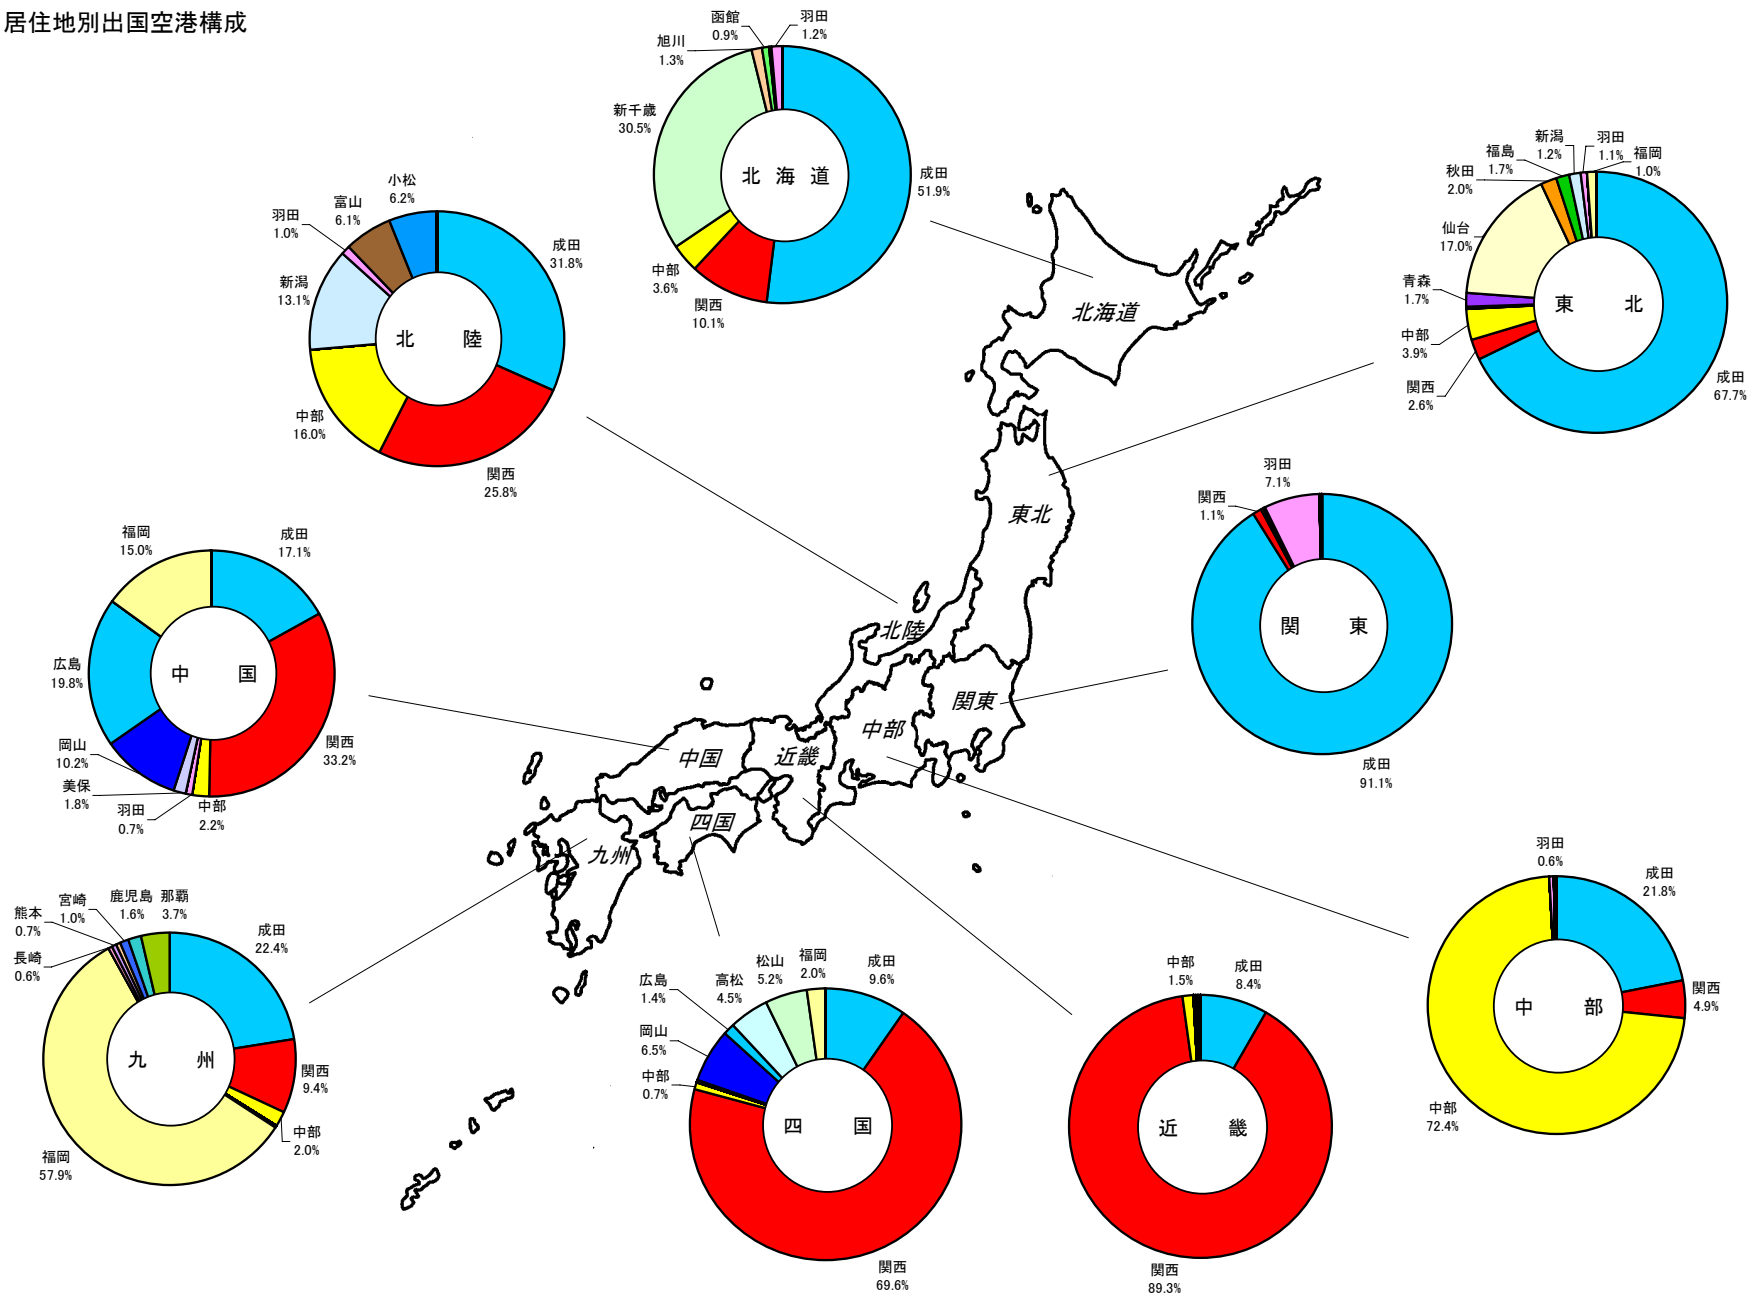 居住地別出国空港構成
函館
0.9%
羽田
1.2%
旭川
1.3%
新千歳
30.5%
北海道
成田
51.9%
中部
3.6%
関西
10.1%
新潟
1.2%
羽田
1.1%
福岡
1.0%
福島
1.7%
秋田
2.0%
仙台
17.0%
青森
1.7%
東北
中部
3.9%
関西
2.6%
成田
67.7%
小松
6.2%
富山
6.1%
羽田
1.0%
成田
31.8%
新潟
13.1%
北陸
中部
16.0%
関西
25.8%
羽田
7.1%
関西
1.1%
関東
成田
91.1%
福岡
15.0%
成田
17.1%
広島
19.8%
中国
岡山
10.2%
関西
33.2%
美保
1.8%
羽田
0.7%
中部
2.2%
北海道
東北
北陸
関東
中部
近畿
中国
四国
九州
羽田
0.6%
成田
21.8%
関西
4.9%
中部
中部
72.4%
宮崎
1.0%
鹿児島
1.6%
那覇
3.7%
熊本
0.7%
長崎
0.6%
成田
22.4%
九州
関西
9.4%
中部
2.0%
福岡
57.9%
松山
5.2%
福岡
2.0%
成田
9.6%
広島
1.4%
高松
4.5%
岡山
6.5%
中部
0.7%
四国
関西
69.6%
中部
1.5%
成田
8.4%
近畿
関西
89.3%